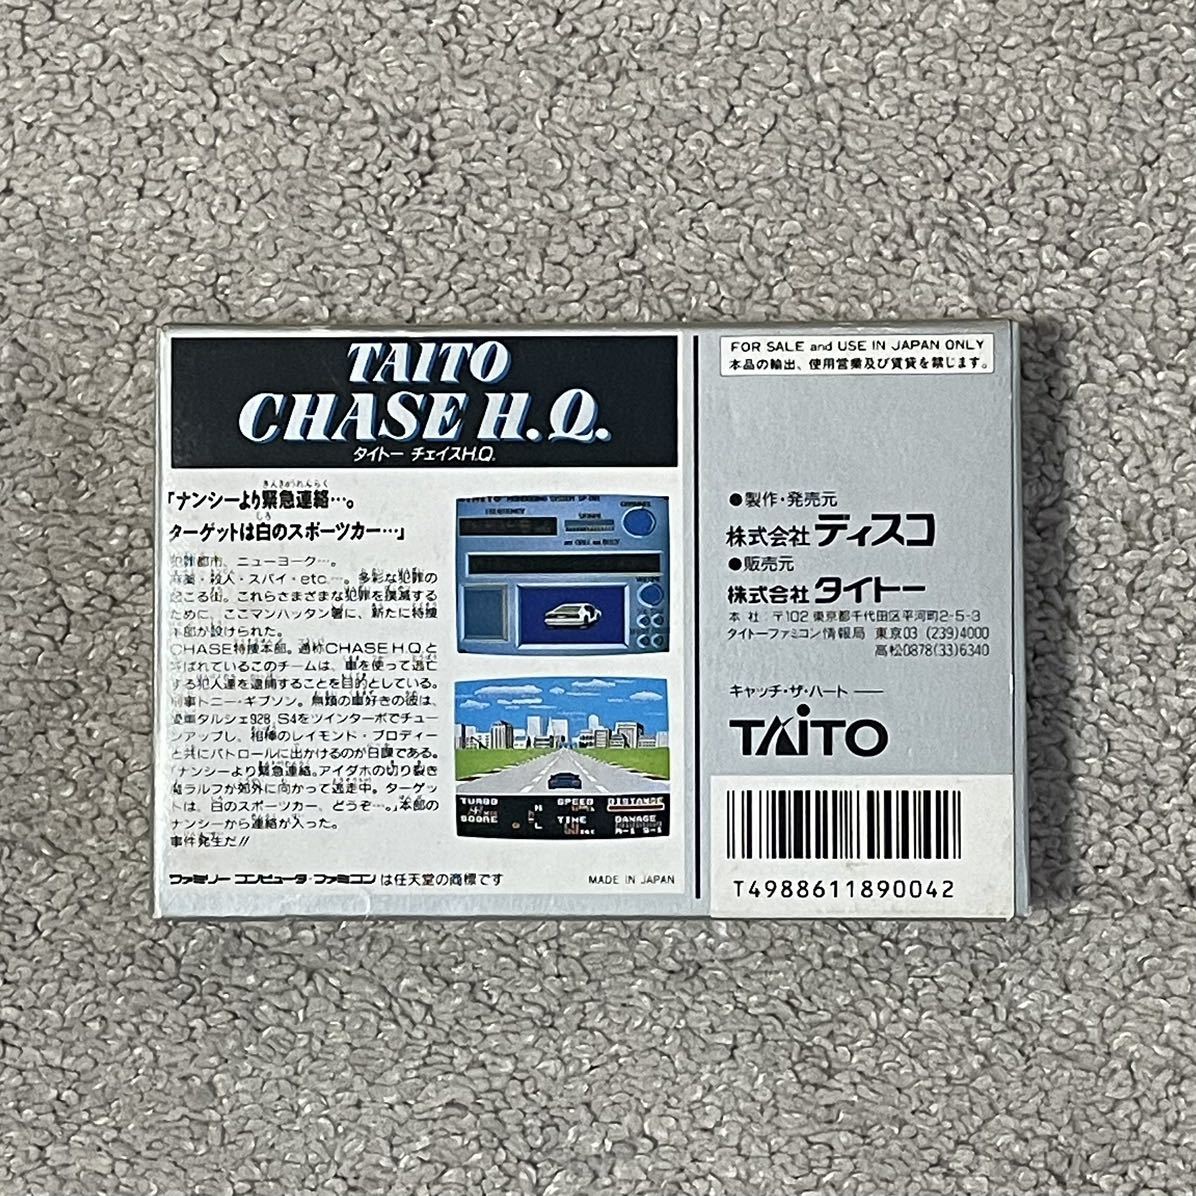 TAITO
CHASE H.Q.
タイトー チェイスH.Q.
きんきゅうれんらく
「ナンシーより緊急連絡…。
しろ
ターゲットは白のスポーツカー…」
犯罪都市、ニューヨーク…。
麻薬・殺人・スパイ・etc…。多彩な犯罪の
起こる街。これらさまざまな犯罪を撲滅する
ために、ここマンハッタン署に、新たに特捜
本部が設けられた。
CHASE特捜本部。通称CHASE H.Q.と
呼ばれているこのチームは、車を使って逃亡
する犯人達を逮捕することを目的としている。
刑事トニー・ギブソン。無類の車好きの彼は、
愛車タルシェ928,S4をツインターボでチュー
ンアップし、相棒のレイモンド・ブロディー
と共にパトロールに出かけるのが日課である。
「ナンシーより緊急連絡。アイダホの切り裂き
魔ラルフが郊外に向かって逃走中。ターゲッ
トは、白のスポーツカー、どうぞ…。」本部の
ナンシーから連絡が入った。
事件発生だ!!
FREQUENCY
TURBO
SPEED
DISTANCE
SCORE
N
TIME
DAMAGE
L
ファミリーコンピュータ・ファミコンは任天堂の商標です
MADE IN JAPAN
FOR SALE and USE IN JAPAN ONLY
本品の輸出、使用営業及び賃貸を禁じます。
●製作・発売元
株式会社 ディスコ
●販売元
株式会社 タイトー
本社：〒102 東京都千代田区平河町2-5-3
タイトーファミコン情報局 東京03(239)4000
高松0878(33)6340
キャッチ・ザ・ハート ──
TAiTO
T4988611890042